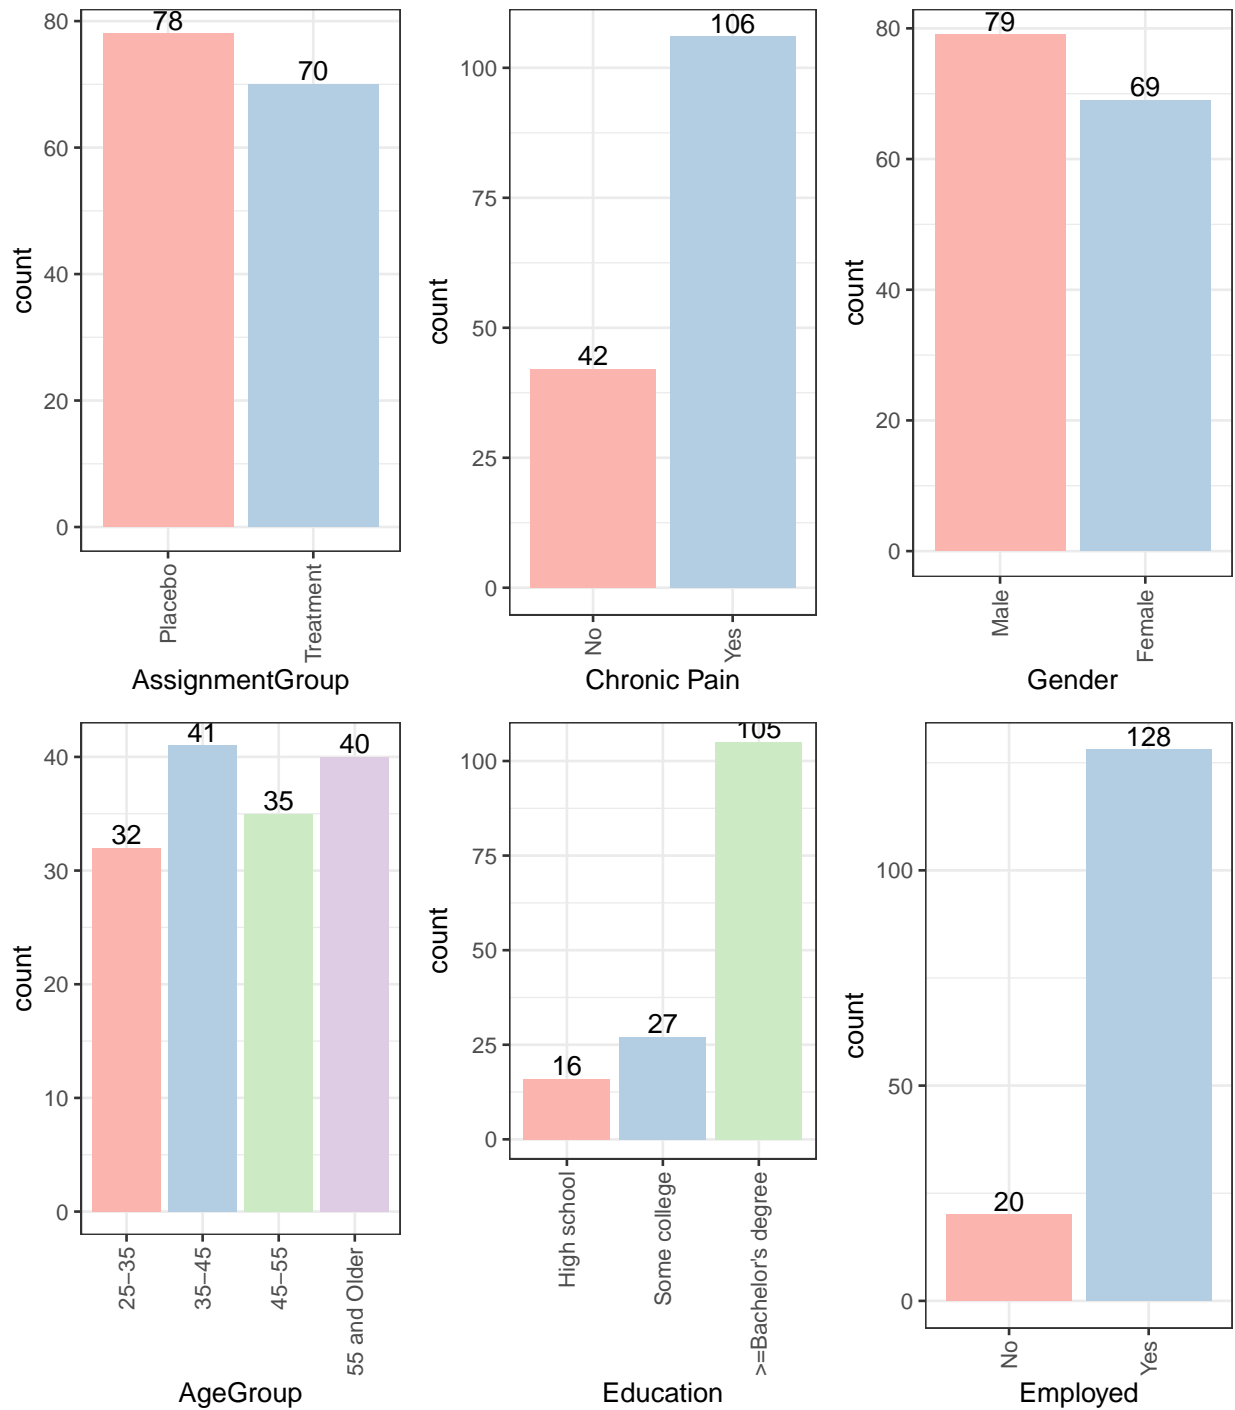 78
70
80
60
40
20
0
count
Placebo
Treatment
AssignmentGroup
106
42
100
75
50
25
0
count
No
Yes
Chronic Pain
79
69
80
60
40
20
0
count
Male
Female
Gender
41
40
35
32
40
30
20
10
0
count
25−35
35−45
45−55
55 and Older
AgeGroup
105
27
16
100
75
50
25
0
count
High school
Some college
>=Bachelor's degree
Education
128
20
100
50
0
count
No
Yes
Employed